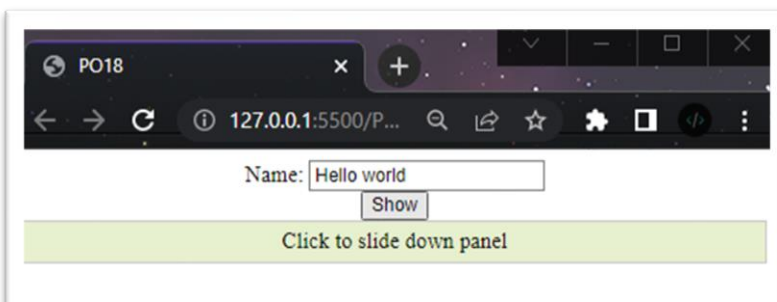 PO18
127.0.0.1:5500/P...
Name: Hello world
Show
Click to slide down panel